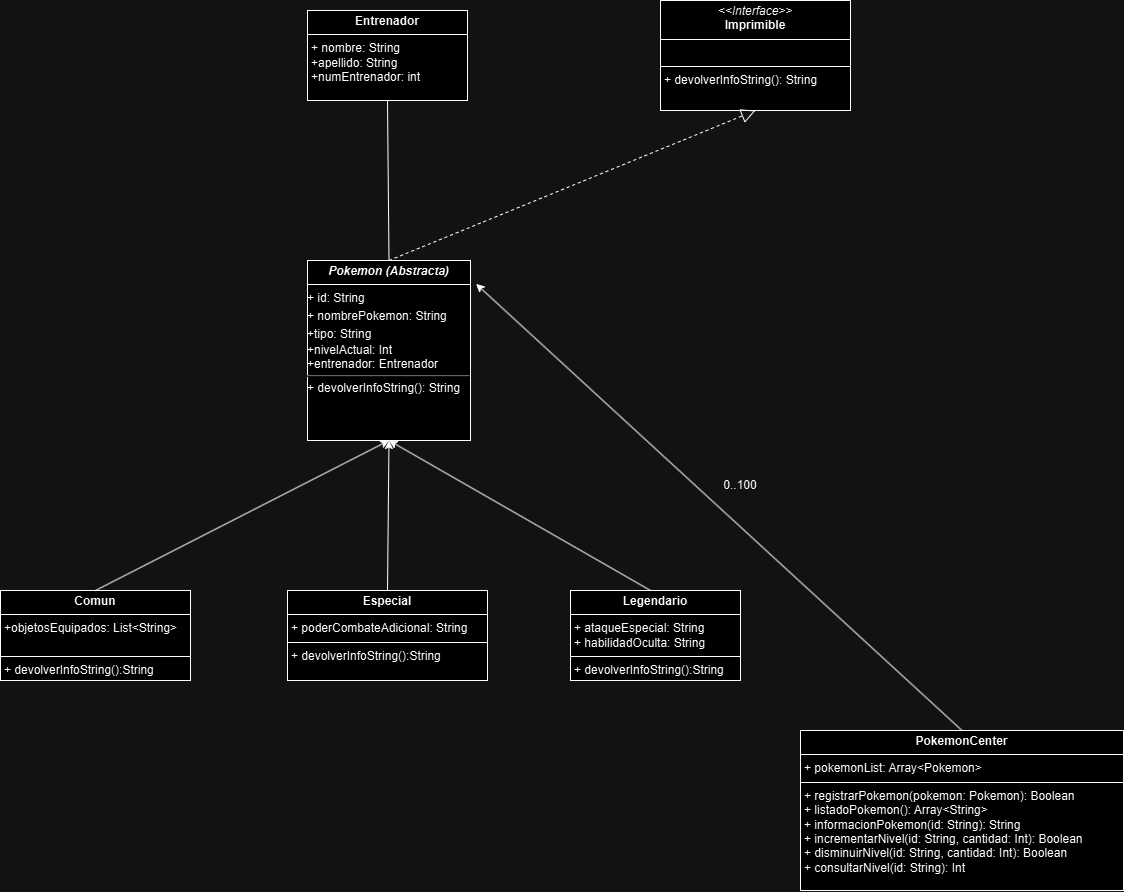 Entrenador
+ nombre: String
+apellido: String
+numEntrenador: int
<<Interface>>
Imprimible
+ devolverInfoString(): String
Pokemon (Abstracta)
+ id: String
+ nombrePokemon: String
+tipo: String
+nivelActual: Int
+entrenador: Entrenador
+ devolverInfoString(): String
0..100
Comun
+objetosEquipados: List<String>
+ devolverInfoString():String
Especial
+ poderCombateAdicional: String
+ devolverInfoString():String
Legendario
+ ataqueEspecial: String
+ habilidadOculta: String
+ devolverInfoString():String
PokemonCenter
+ pokemonList: Array<Pokemon>
+ registrarPokemon(pokemon: Pokemon): Boolean
+ listadoPokemon(): Array<String>
+ informacionPokemon(id: String): String
+ incrementarNivel(id: String, cantidad: Int): Boolean
+ disminuirNivel(id: String, cantidad: Int): Boolean
+ consultarNivel(id: String): Int